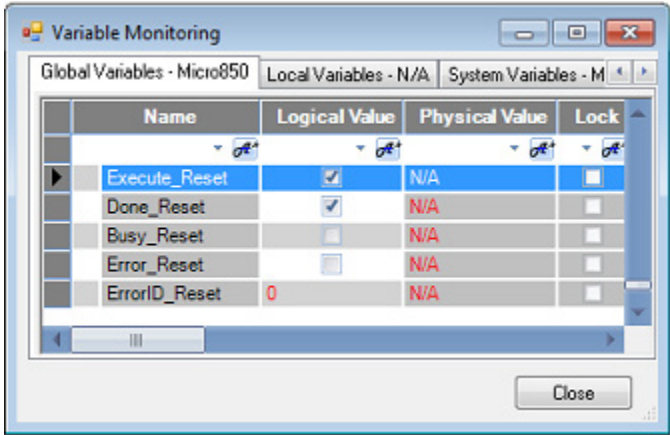 Variable Monitoring
Global Variables - Micro850 Local Variables - N/A System Variables - M
Name Logical Value Physical Value Lock
Execute_Reset N/A
Done_Reset N/A
Busy_Reset N/A
Error_Reset N/A
ErrorID_Reset 0 N/A
Close